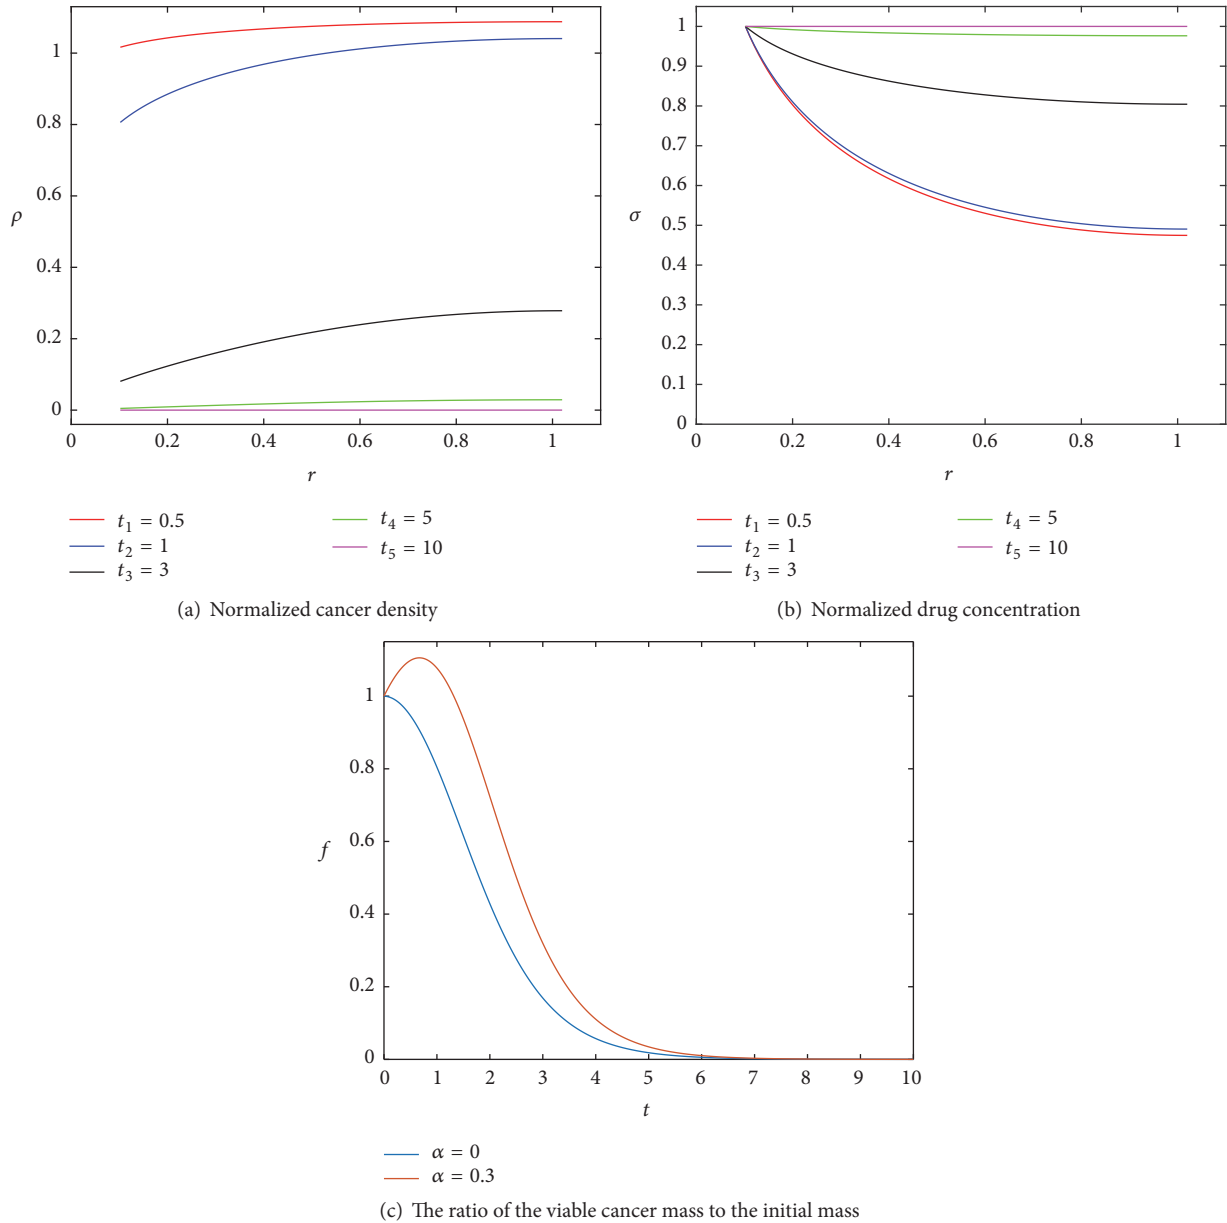 1
0.8
0.6
ρ
0.4
0.2
0
0 0.2 0.4 0.6 0.8 1
r
t1 = 0.5
t2 = 1
t3 = 3
t4 = 5
t5 = 10
(a) Normalized cancer density
1
0.9
0.8
0.7
0.6
σ
0.5
0.4
0.3
0.2
0.1
0
0 0.2 0.4 0.6 0.8 1
r
t1 = 0.5
t2 = 1
t3 = 3
t4 = 5
t5 = 10
(b) Normalized drug concentration
1
0.8
0.6
f
0.4
0.2
0
0 1 2 3 4 5 6 7 8 9 10
t
α = 0
α = 0.3
(c) The ratio of the viable cancer mass to the initial mass